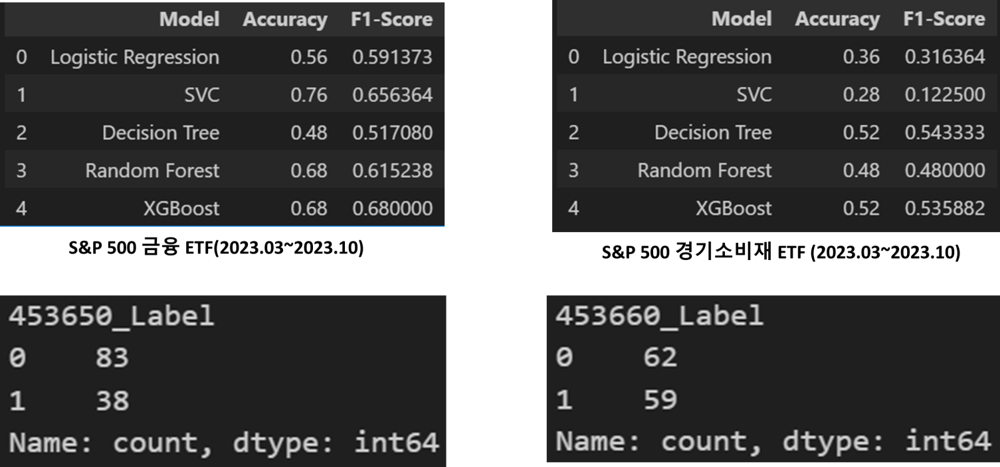 Model Accuracy F1-Score
0 Logistic Regression 0.56 0.591373
1 SVC 0.76 0.656364
2 Decision Tree 0.48 0.517080
3 Random Forest 0.68 0.615238
4 XGBoost 0.68 0.680000
S&P 500 금융 ETF(2023.03~2023.10)
Model Accuracy F1-Score
0 Logistic Regression 0.36 0.316364
1 SVC 0.28 0.122500
2 Decision Tree 0.52 0.543333
3 Random Forest 0.48 0.480000
4 XGBoost 0.52 0.535882
S&P 500 경기소비재 ETF (2023.03~2023.10)
453650_Label
0 83
1 38
Name: count, dtype: int64
453660_Label
0 62
1 59
Name: count, dtype: int64